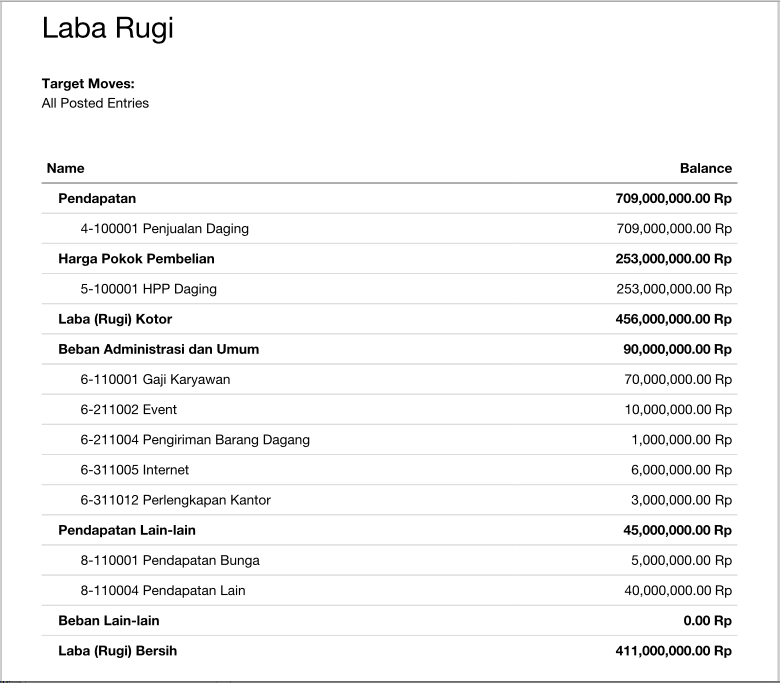 Laba Rugi
Target Moves:
All Posted Entries
Name Balance
Pendapatan 709,000,000.00 Rp
4-100001 Penjualan Daging 709,000,000.00 Rp
Harga Pokok Pembelian 253,000,000.00 Rp
5-100001 HPP Daging 253,000,000.00 Rp
Laba (Rugi) Kotor 456,000,000.00 Rp
Beban Administrasi dan Umum 90,000,000.00 Rp
6-110001 Gaji Karyawan 70,000,000.00 Rp
6-211002 Event 10,000,000.00 Rp
6-211004 Pengiriman Barang Dagang 1,000,000.00 Rp
6-311005 Internet 6,000,000.00 Rp
6-311012 Perlengkapan Kantor 3,000,000.00 Rp
Pendapatan Lain-lain 45,000,000.00 Rp
8-110001 Pendapatan Bunga 5,000,000.00 Rp
8-110004 Pendapatan Lain 40,000,000.00 Rp
Beban Lain-lain 0.00 Rp
Laba (Rugi) Bersih 411,000,000.00 Rp